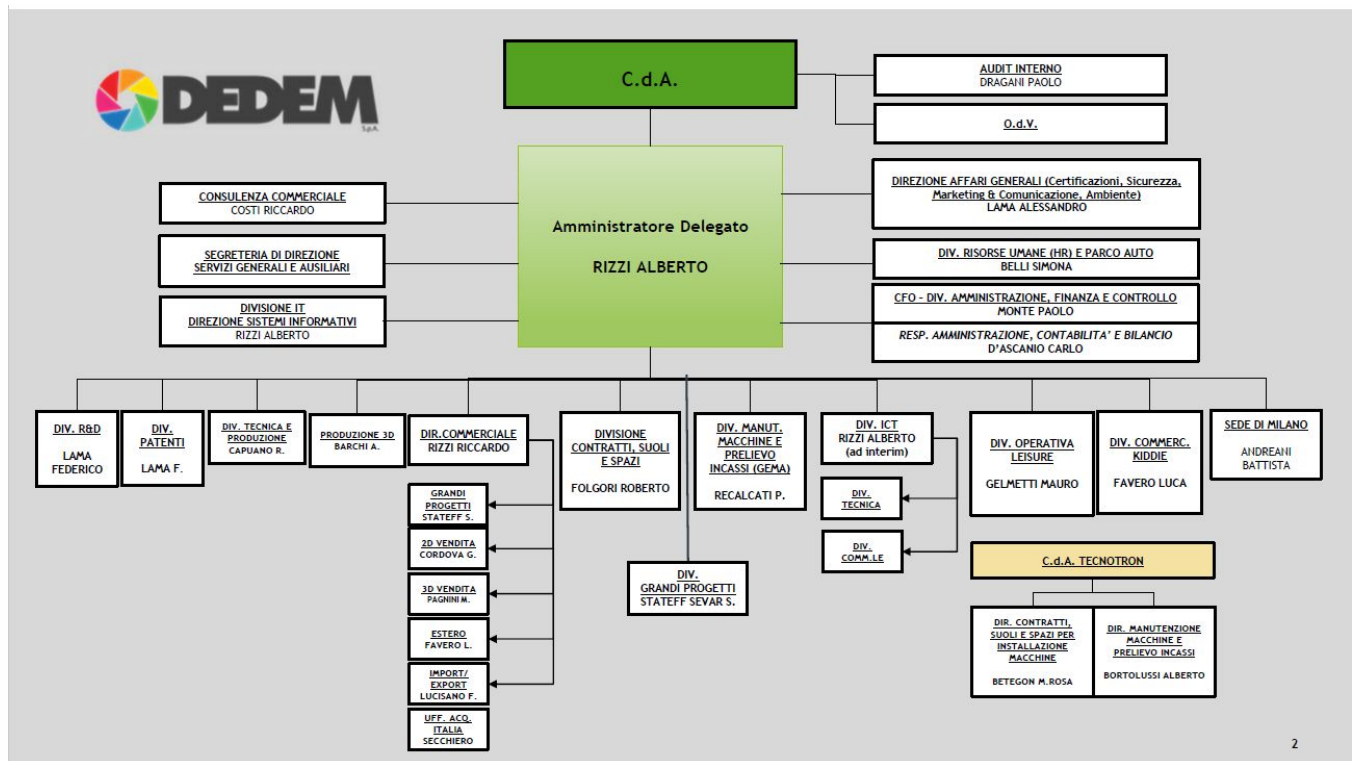 DEDEM
S.p.A.
C.d.A.
AUDIT INTERNO
DRAGANI PAOLO
O.d.V.
Amministratore Delegato
RIZZI ALBERTO
CONSULENZA COMMERCIALE
COSTI RICCARDO
SEGRETERIA DI DIREZIONE
SERVIZI GENERALI E AUSILIARI
DIVISIONE IT
DIREZIONE SISTEMI INFORMATIVI
RIZZI ALBERTO
DIREZIONE AFFARI GENERALI (Certificazioni, Sicurezza,
Marketing & Comunicazione, Ambiente)
LAMA ALESSANDRO
DIV. RISORSE UMANE (HR) E PARCO AUTO
BELLI SIMONA
CFO - DIV. AMMINISTRAZIONE, FINANZA E CONTROLLO
MONTE PAOLO
RESP. AMMINISTRAZIONE, CONTABILITA' E BILANCIO
D'ASCANIO CARLO
DIV. R&D
LAMA
FEDERICO
DIV.
PATENTI
LAMA F.
DIV. TECNICA E
PRODUZIONE
CAPUANO R.
PRODUZIONE 3D
BARCHI A.
DIR.COMMERCIALE
RIZZI RICCARDO
GRANDI
PROGETTI
STATEFF S.
2D VENDITA
CORDOVA G.
3D VENDITA
PAGNINI M.
ESTERO
FAVERO L.
IMPORT/
EXPORT
LUCISANO F.
UFF. ACQ.
ITALIA
SECCHIERO
DIVISIONE
CONTRATTI, SUOLI
E SPAZI
FOLGORI ROBERTO
DIV.
GRANDI PROGETTI
STATEFF SEVAR S.
DIV. MANUT.
MACCHINE E
PRELIEVO
INCASSI (GEMA)
RECALCATI P.
DIV. ICT
RIZZI ALBERTO
(ad interim)
DIV.
TECNICA
DIV.
COMM.LE
DIV. OPERATIVA
LEISURE
GELMETTI MAURO
DIV. COMMERC.
KIDDIE
FAVERO LUCA
SEDE DI MILANO
ANDREANI
BATTISTA
C.d.A. TECNOTRON
DIR. CONTRATTI,
SUOLI E SPAZI PER
INSTALLAZIONE
MACCHINE
BETEGON M.ROSA
DIR. MANUTENZIONE
MACCHINE E
PRELIEVO INCASSI
BORTOLUSSI ALBERTO
2